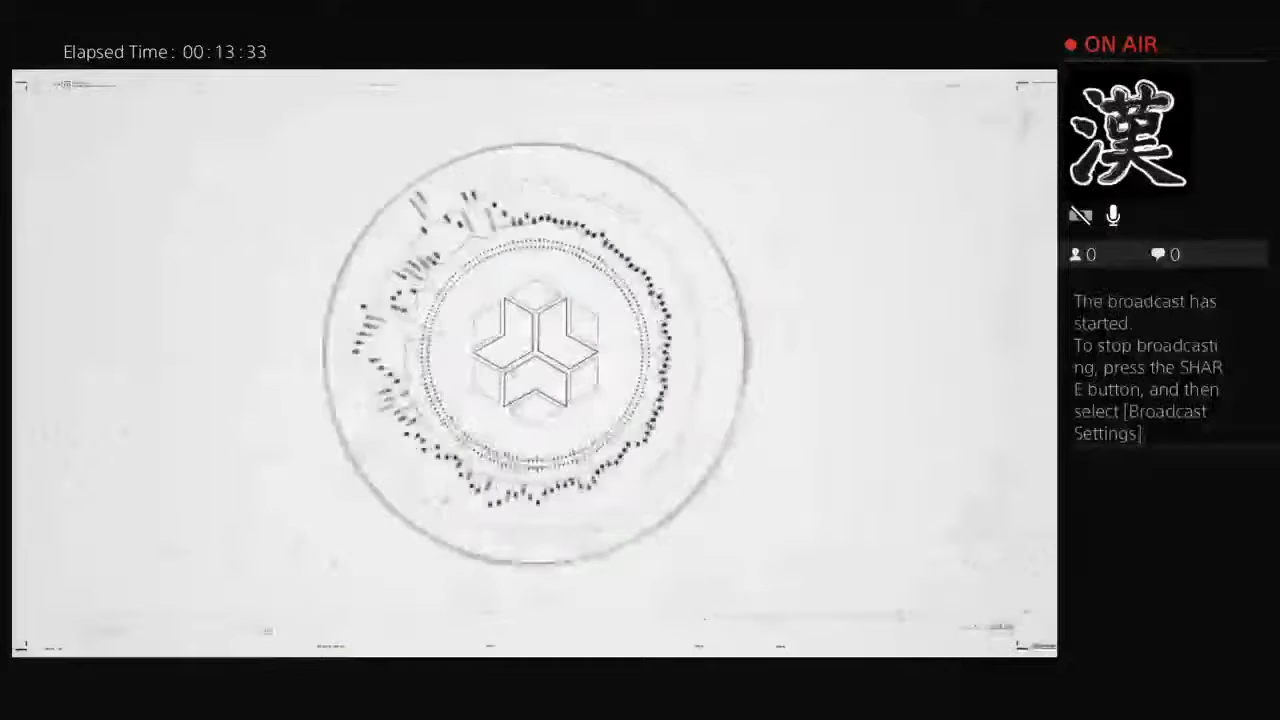 Elapsed Time: 00:13:33
ON AIR
漢
0 0
The broadcast has
started.
To stop broadcasti
ng, press the SHAR
E button, and then
select [Broadcast
Settings]